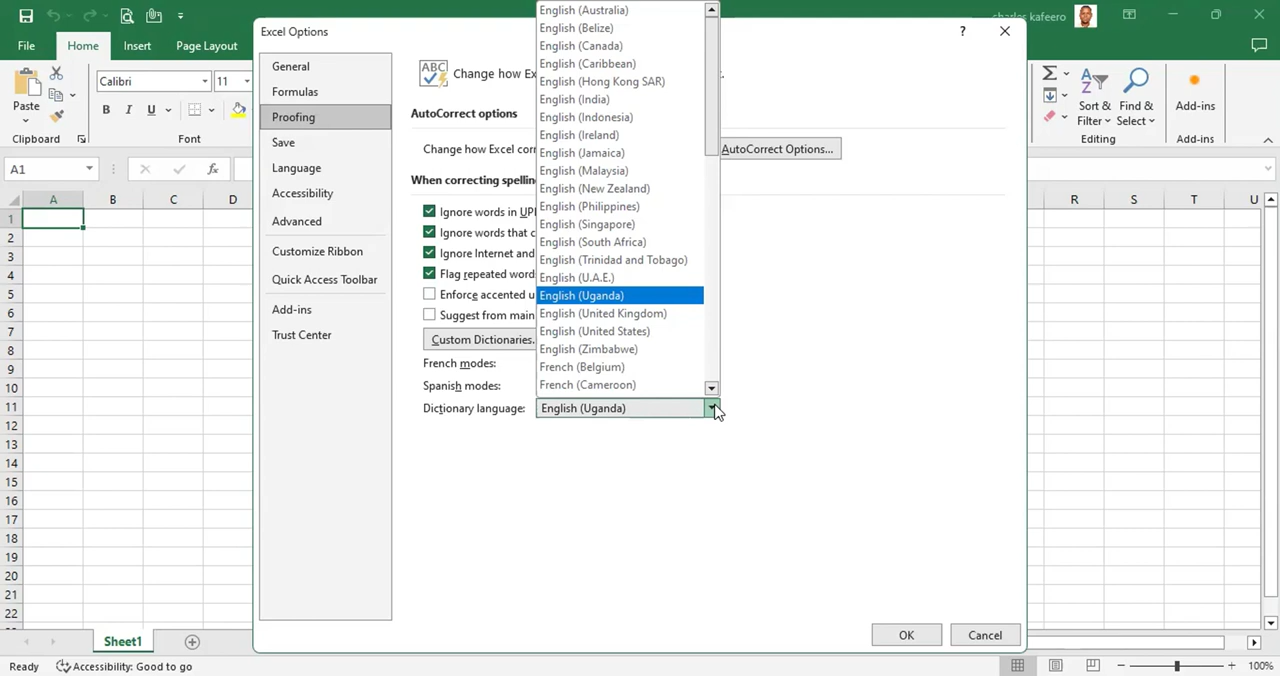 charles kafeero
File
Home
Insert
Page Layout
Paste
Clipboard
Calibri
11
B
I
U
Font
Sort &
Filter
Find &
Select
Editing
Add-ins
Add-ins
A1
fx
A
B
C
D
R
S
T
U
1
2
3
4
5
6
7
8
9
10
11
12
13
14
15
16
17
18
19
20
21
22
Excel Options
?
General
Formulas
Proofing
Save
Language
Accessibility
Advanced
Customize Ribbon
Quick Access Toolbar
Add-ins
Trust Center
ABC
Change how Ex
AutoCorrect options
Change how Excel corr
AutoCorrect Options...
When correcting spelling
Ignore words in UPP
Ignore words that c
Ignore Internet and
Flag repeated words
Enforce accented u
Suggest from main
Custom Dictionaries.
French modes:
Spanish modes:
Dictionary language:
English (Uganda)
English (Australia)
English (Belize)
English (Canada)
English (Caribbean)
English (Hong Kong SAR)
English (India)
English (Indonesia)
English (Ireland)
English (Jamaica)
English (Malaysia)
English (New Zealand)
English (Philippines)
English (Singapore)
English (South Africa)
English (Trinidad and Tobago)
English (U.A.E.)
English (Uganda)
English (United Kingdom)
English (United States)
English (Zimbabwe)
French (Belgium)
French (Cameroon)
OK
Cancel
Sheet1
Ready
Accessibility: Good to go
100%